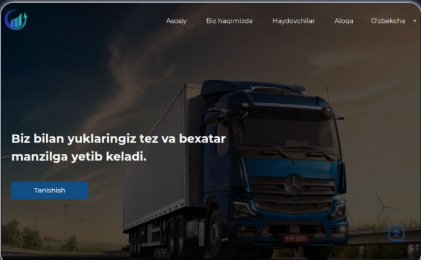 Asosiy Biz haqimizda Haydovchilar Aloqa O'zbekcha
Biz bilan yuklaringiz tez va bexatar
manzilga yetib keladi.
Tanishish